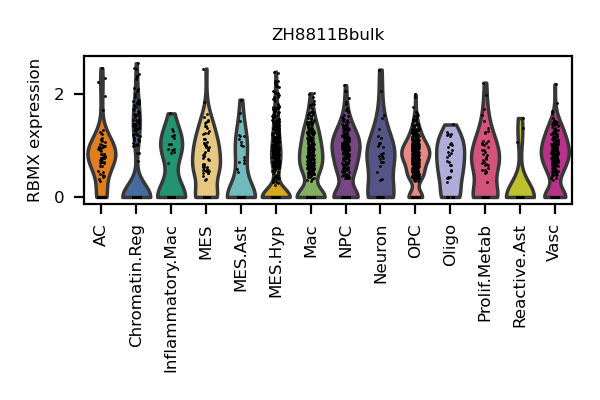 ZH8811Bbulk
RBMX expression
2
0
AC
Chromatin.Reg
Inflammatory.Mac
MES
MES.Ast
MES.Hyp
Mac
NPC
Neuron
OPC
Oligo
Prolif.Metab
Reactive.Ast
Vasc